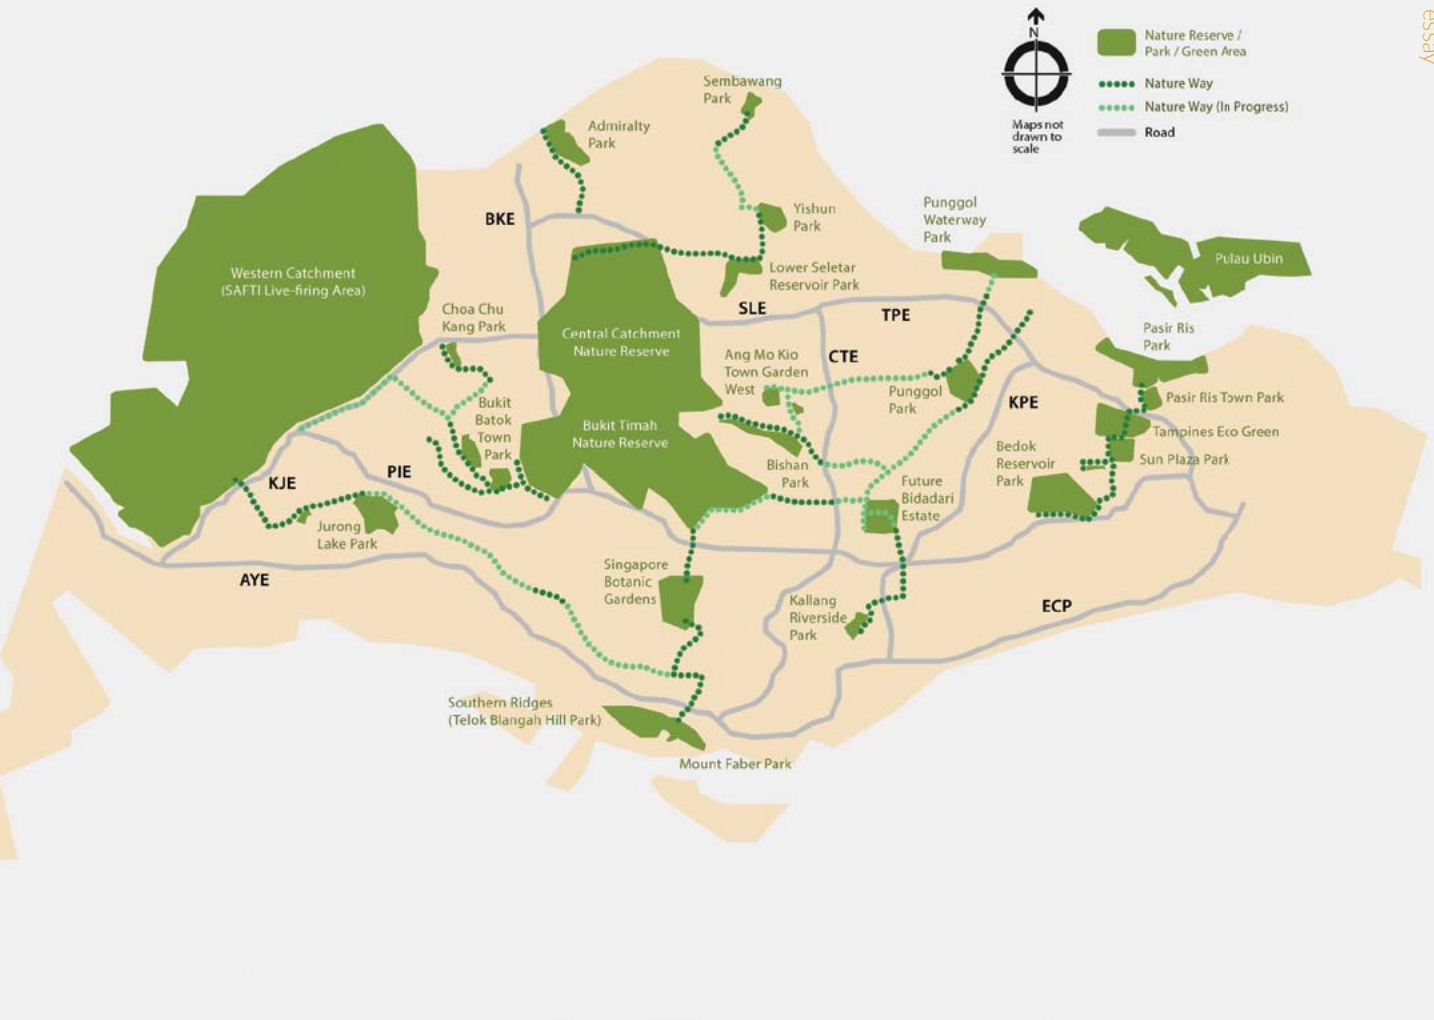 essay
N
Maps not
drawn to
scale
Nature Reserve /
Park / Green Area
Nature Way
Nature Way (In Progress)
Road
Sembawang
Park
Admiralty
Park
Yishun
Park
Punggol
Waterway
Park
BKE
Lower Seletar
Reservoir Park
Pulau Ubin
Western Catchment
(SAFTI Live-firing Area)
Choa Chu
Kang Park
SLE
TPE
Central Catchment
Nature Reserve
Pasir Ris
Park
Ang Mo Kio
Town Garden
West
CTE
Punggol
Park
KPE
Pasir Ris Town Park
Bukit
Batok
Town
Park
Bukit Timah
Nature Reserve
Tampines Eco Green
Sun Plaza Park
Bedok
Reservoir
Park
KJE
PIE
Bishan
Park
Future
Bidadari
Estate
Jurong
Lake Park
AYE
Singapore
Botanic
Gardens
Kallang
Riverside
Park
ECP
Southern Ridges
(Telok Blangah Hill Park)
Mount Faber Park